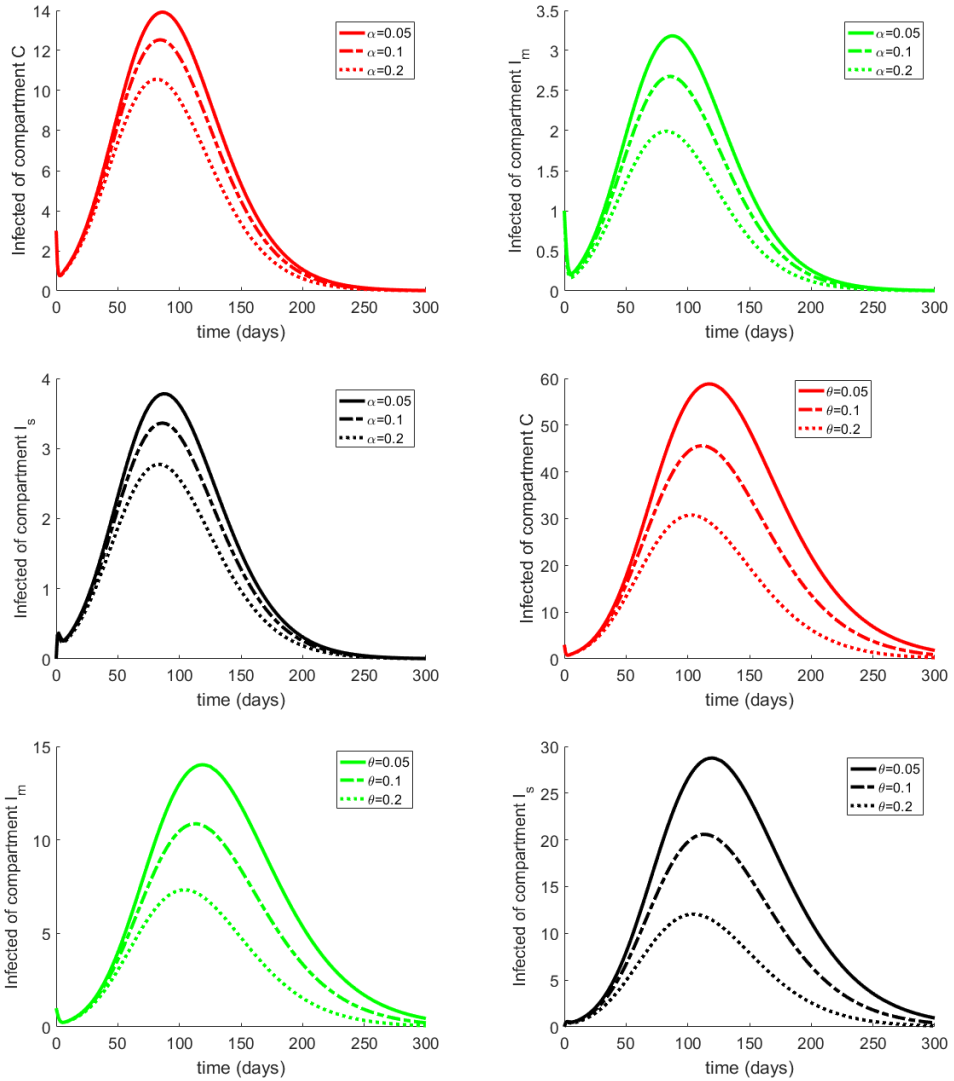 Infected of compartment C
14
12
10
8
6
4
2
0
0 50 100 150 200 250 300
time (days)
α=0.05
α=0.1
α=0.2
Infected of compartment I_m
3.5
3
2.5
2
1.5
1
0.5
0
0 50 100 150 200 250 300
time (days)
α=0.05
α=0.1
α=0.2
Infected of compartment I_s
4
3
2
1
0
0 50 100 150 200 250 300
time (days)
α=0.05
α=0.1
α=0.2
Infected of compartment C
60
50
40
30
20
10
0
0 50 100 150 200 250 300
time (days)
θ=0.05
θ=0.1
θ=0.2
Infected of compartment I_m
15
10
5
0
0 50 100 150 200 250 300
time (days)
θ=0.05
θ=0.1
θ=0.2
Infected of compartment I_s
30
25
20
15
10
5
0
0 50 100 150 200 250 300
time (days)
θ=0.05
θ=0.1
θ=0.2